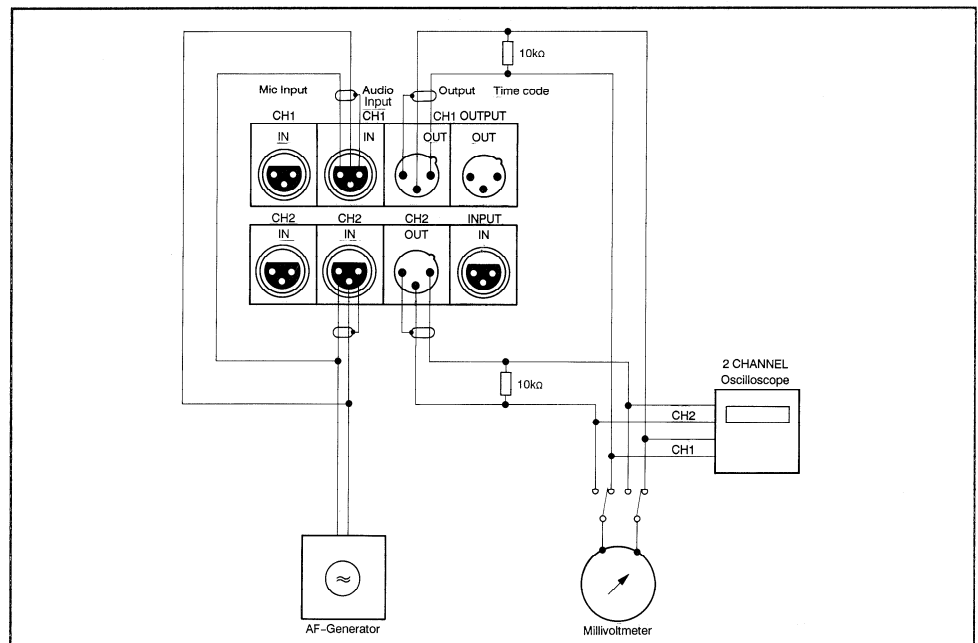 10kΩ
Mic Input
Audio
Input
Output
Time code
CH1
CH1
CH1 OUTPUT
IN
IN
OUT
OUT
CH2
CH2
CH2
INPUT
IN
IN
OUT
IN
10kΩ
2 CHANNEL
Oscilloscope
CH2
CH1
≈
AF-Generator
Millivoltmeter